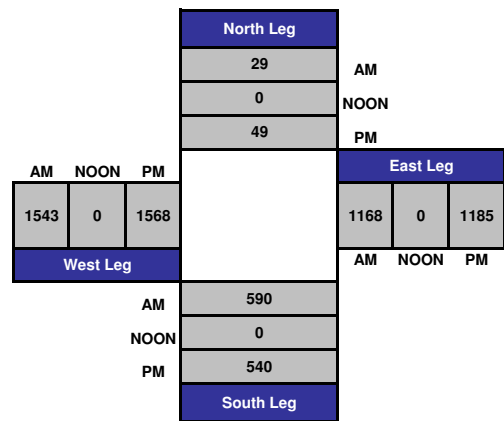 North Leg
29 AM
0 NOON
49 PM
AM NOON PM East Leg
1543 0 1568 1168 0 1185
West Leg AM NOON PM
AM 590
NOON 0
PM 540
South Leg